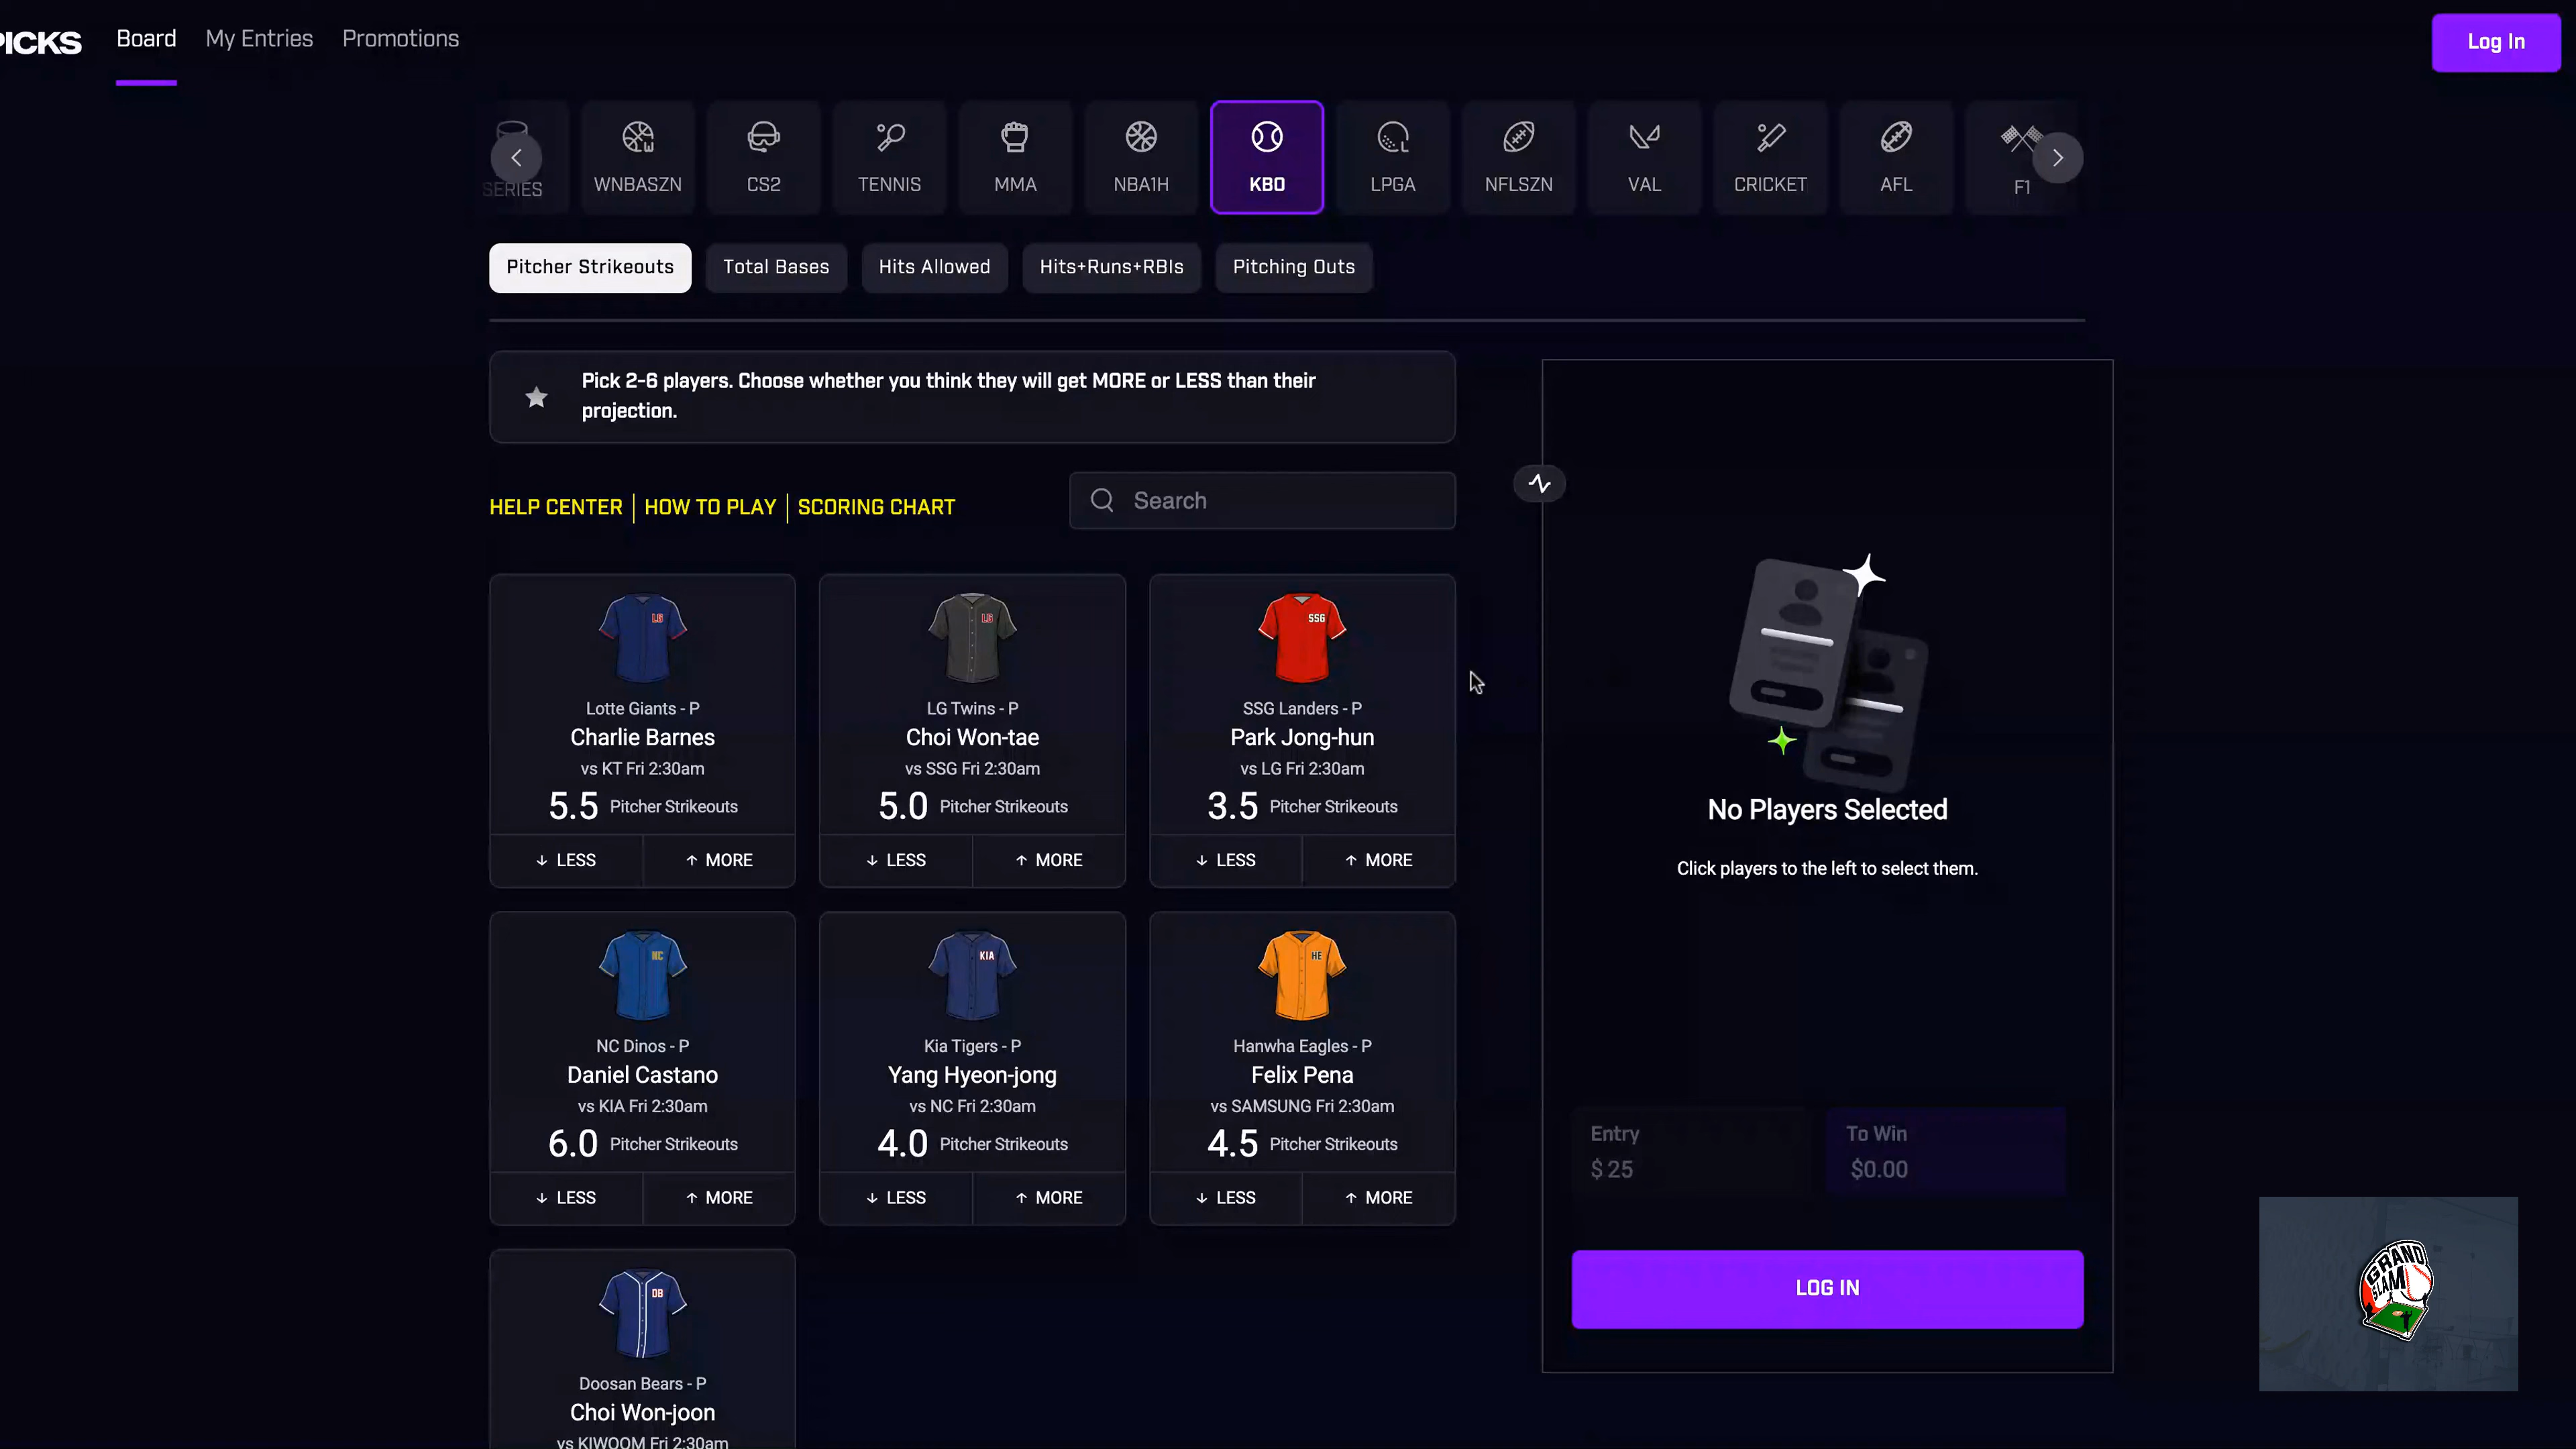 PICKS
Board
My Entries
Promotions
Log In
SERIES
WNBASZN
CS2
TENNIS
MMA
NBA1H
KBO
LPGA
NFLSZN
VAL
CRICKET
AFL
F1
Pitcher Strikeouts
Total Bases
Hits Allowed
Hits+Runs+RBIs
Pitching Outs
Pick 2-6 players. Choose whether you think they will get MORE or LESS than their
projection.
HELP CENTER
HOW TO PLAY
SCORING CHART
Search
LG
Lotte Giants - P
Charlie Barnes
vs KT Fri 2:30am
5.5 Pitcher Strikeouts
LESS
MORE
LG
LG Twins - P
Choi Won-tae
vs SSG Fri 2:30am
5.0 Pitcher Strikeouts
LESS
MORE
SSG
SSG Landers - P
Park Jong-hun
vs LG Fri 2:30am
3.5 Pitcher Strikeouts
LESS
MORE
NC
NC Dinos - P
Daniel Castano
vs KIA Fri 2:30am
6.0 Pitcher Strikeouts
LESS
MORE
KIA
Kia Tigers - P
Yang Hyeon-jong
vs NC Fri 2:30am
4.0 Pitcher Strikeouts
LESS
MORE
HE
Hanwha Eagles - P
Felix Pena
vs SAMSUNG Fri 2:30am
4.5 Pitcher Strikeouts
LESS
MORE
DB
Doosan Bears - P
Choi Won-joon
vs KIWOOM Fri 2:30am
No Players Selected
Click players to the left to select them.
Entry
$ 25
To Win
$0.00
LOG IN
GRAND
SLAM